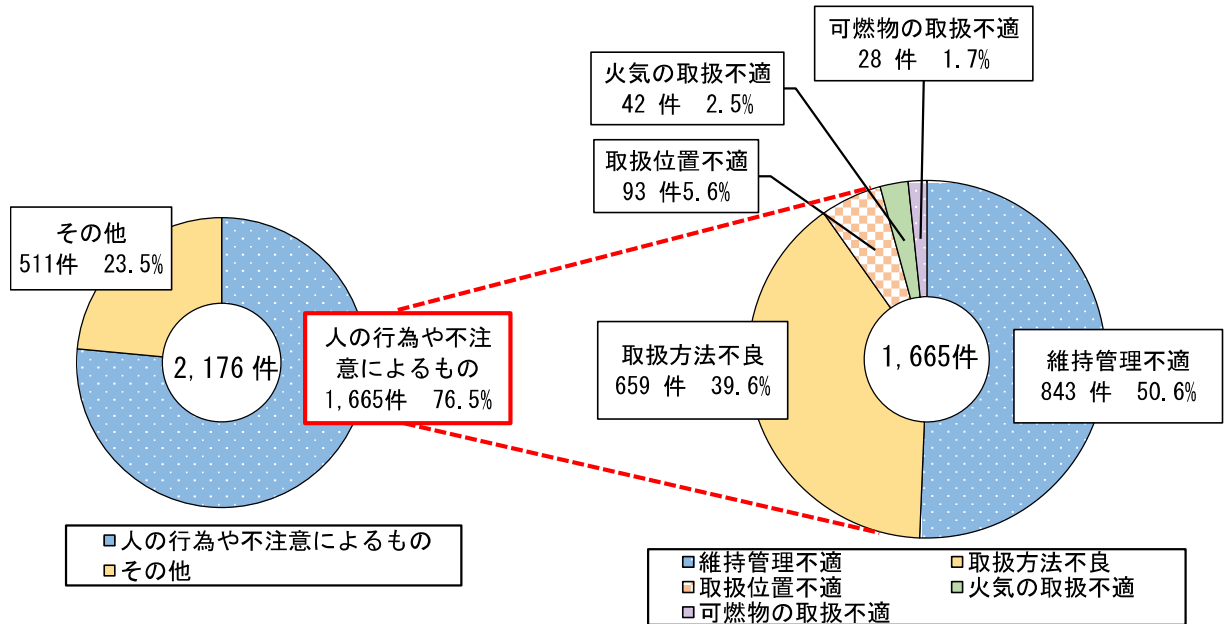 その他
511件 23.5%
2,176 件
人の行為や不注
意によるもの
1,665件 76.5%
人の行為や不注意によるもの
その他
可燃物の取扱不適
28 件 1.7%
火気の取扱不適
42 件 2.5%
取扱位置不適
93 件5.6%
取扱方法不良
659 件 39.6%
1,665件
維持管理不適
843 件 50.6%
維持管理不適 取扱方法不良
取扱位置不適 火気の取扱不適
可燃物の取扱不適